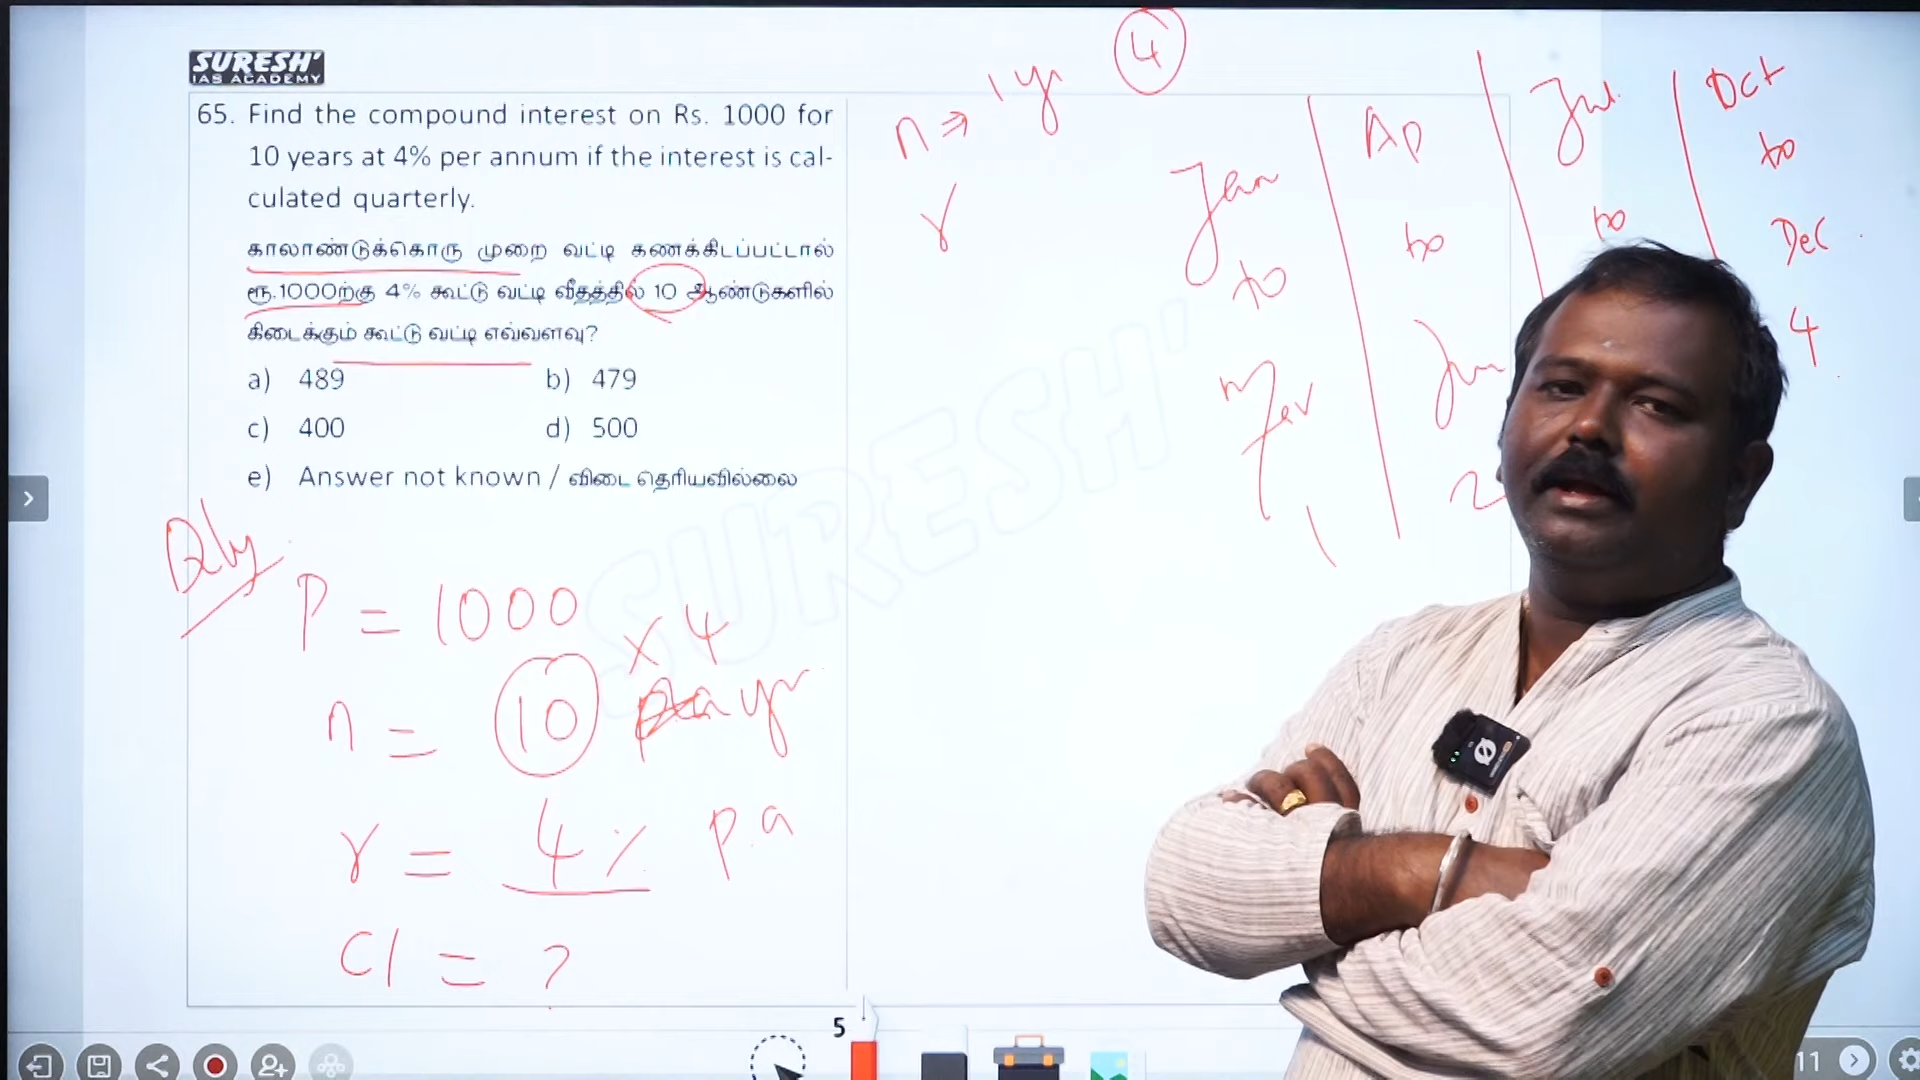 SURESH'
IAS ACADEMY
65. Find the compound interest on Rs. 1000 for
10 years at 4% per annum if the interest is cal-
culated quarterly.
காலாண்டுக்கொரு முறை வட்டி கணக்கிடப்பட்டால்
ரூ.1000ற்கு 4% கூட்டு வட்டி வீதத்தில் 10 ஆண்டுகளில்
கிடைக்கும் கூட்டு வட்டி எவ்வளவு?
a) 489 b) 479
c) 400 d) 500
e) Answer not known / விடை தெரியவில்லை
Qly
P = 1000
n = 10 yr × 4
r = 4% p.a
CI = ?
n ⇒ 1 yr 4
r
Jan to Mar 1
Ap to Jun 2
Jul to
Oct to Dec 4
SURESH'
5
11